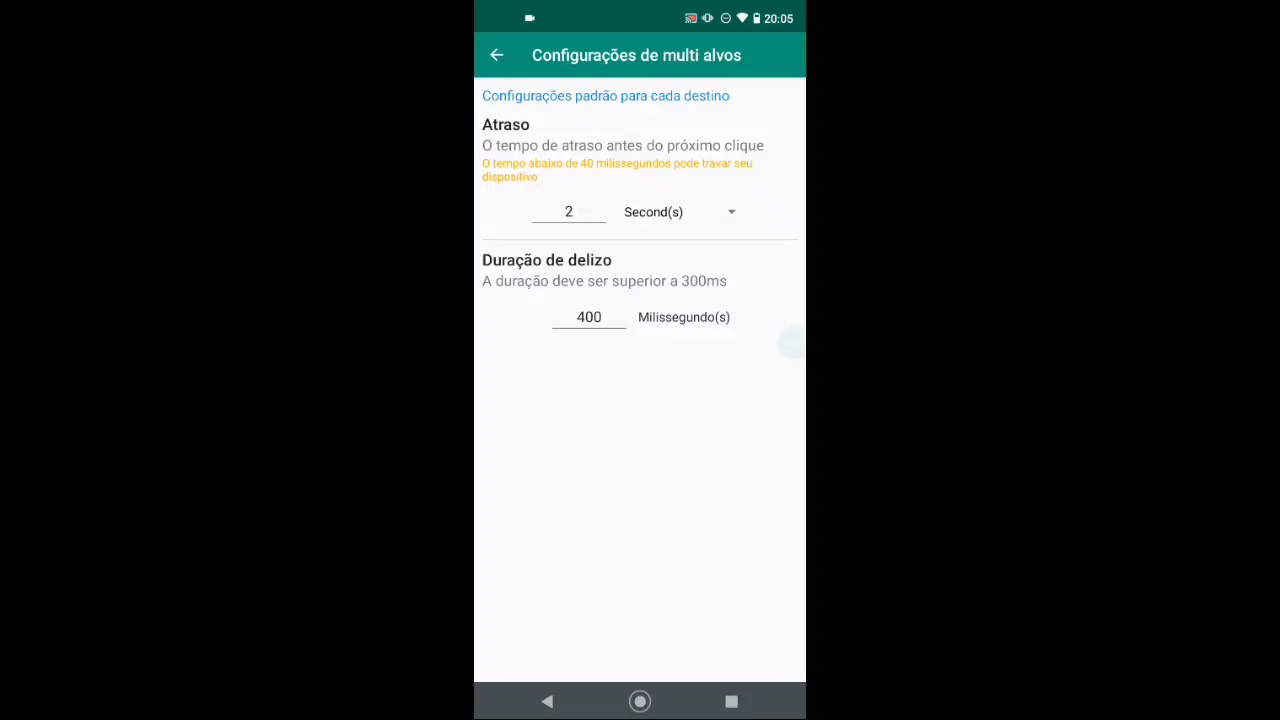 20:05
Configurações de multi alvos
Configurações padrão para cada destino
Atraso
O tempo de atraso antes do próximo clique
O tempo abaixo de 40 milissegundos pode travar seu
dispositivo
2 Second(s)
Duração de delizo
A duração deve ser superior a 300ms
400 Milissegundo(s)